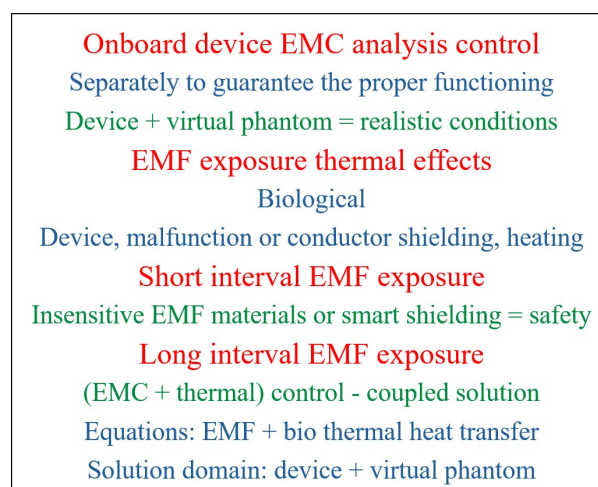 Onboard device EMC analysis control
Separately to guarantee the proper functioning
Device + virtual phantom = realistic conditions
EMF exposure thermal effects
Biological
Device, malfunction or conductor shielding, heating
Short interval EMF exposure
Insensitive EMF materials or smart shielding = safety
Long interval EMF exposure
(EMC + thermal) control - coupled solution
Equations: EMF + bio thermal heat transfer
Solution domain: device + virtual phantom